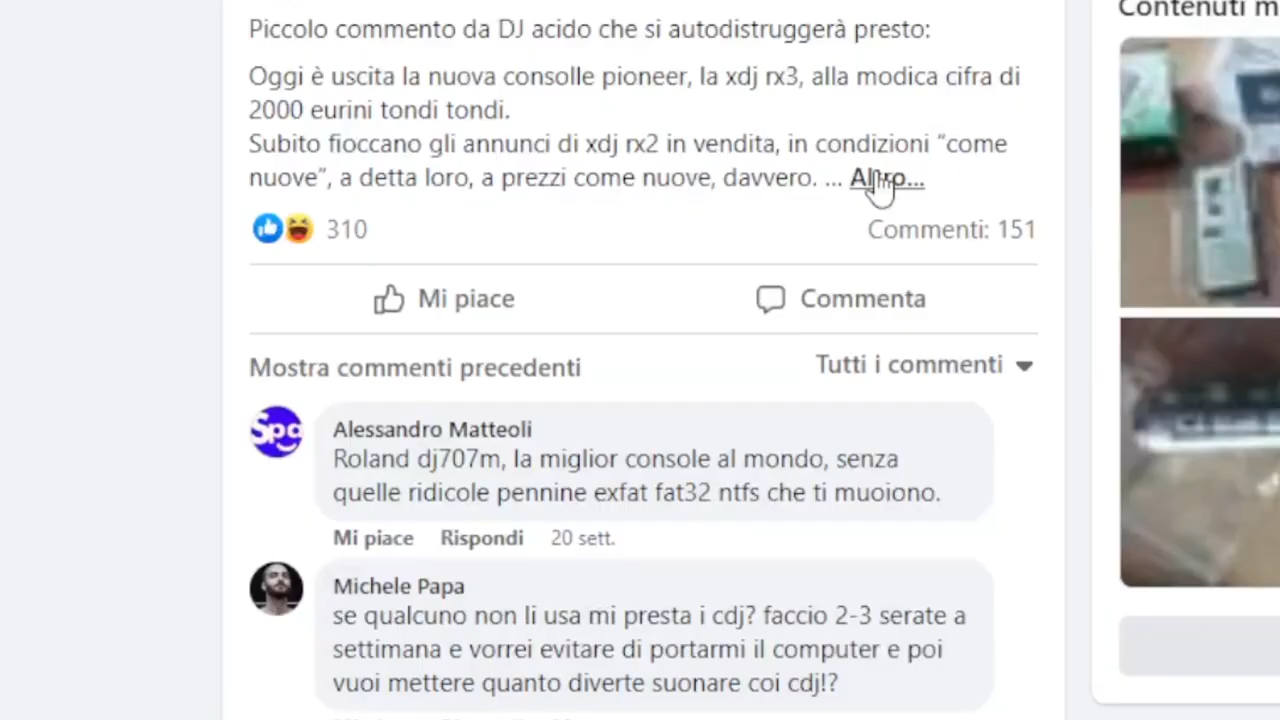 Contenuti m
Piccolo commento da DJ acido che si autodistruggerà presto:
Oggi è uscita la nuova consolle pioneer, la xdj rx3, alla modica cifra di
2000 eurini tondi tondi.
Subito fioccano gli annunci di xdj rx2 in vendita, in condizioni “come
nuove”, a detta loro, a prezzi come nuove, davvero. ... Altro...
310
Commenti: 151
Mi piace
Commenta
Mostra commenti precedenti
Tutti i commenti
Spa
Alessandro Matteoli
Roland dj707m, la miglior console al mondo, senza
quelle ridicole pennine exfat fat32 ntfs che ti muoiono.
Mi piace Rispondi 20 sett.
Michele Papa
se qualcuno non li usa mi presta i cdj? faccio 2-3 serate a
settimana e vorrei evitare di portarmi il computer e poi
vuoi mettere quanto diverte suonare coi cdj!?